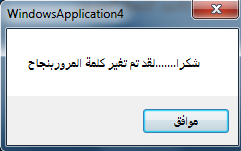 WindowsApplication4
شكرا.......لقد تم تغير كلمة المروربنجاح
موافق